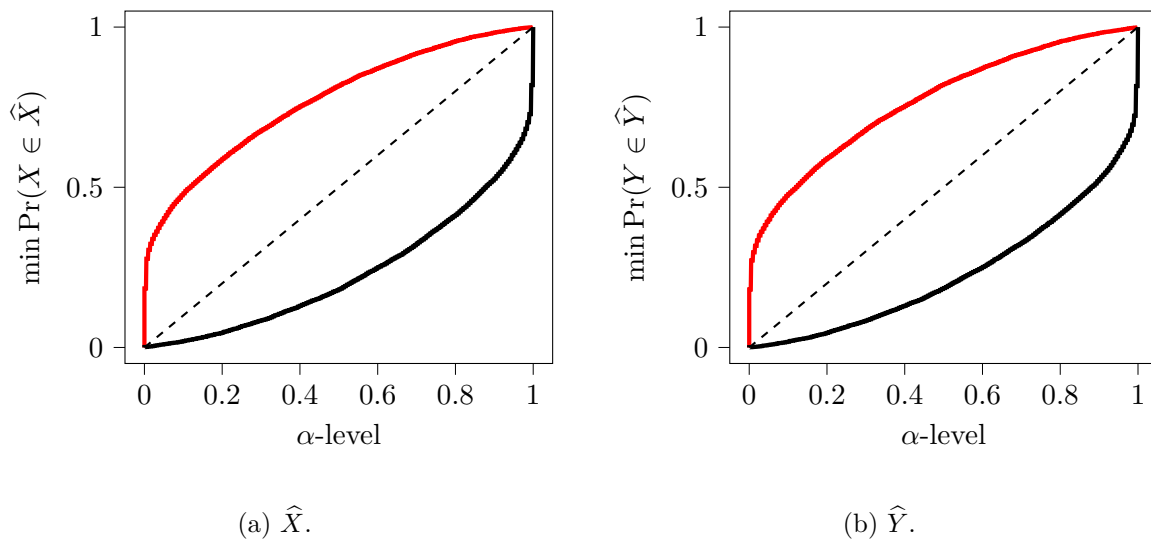 1
0.5
0
min Pr(X ∈ X̂)
0 0.2 0.4 0.6 0.8 1
α-level
(a) X̂.
1
0.5
0
min Pr(Y ∈ Ŷ)
0 0.2 0.4 0.6 0.8 1
α-level
(b) Ŷ.